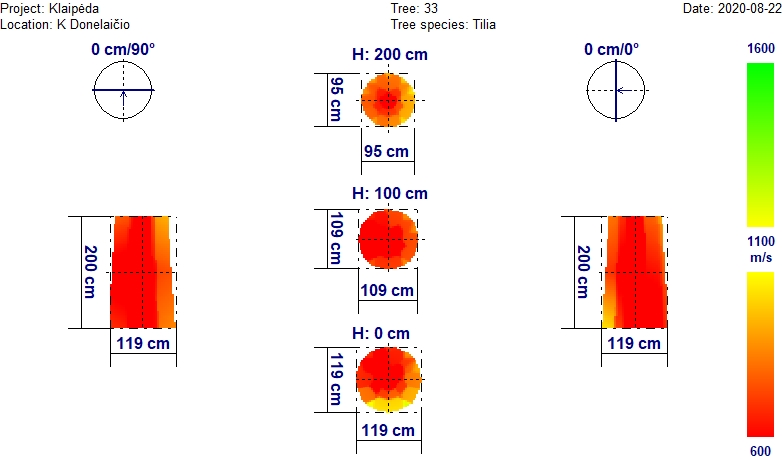 Project: Klaipėda
Tree: 33
Date: 2020-08-22
Location: K Donelaičio
Tree species: Tilia
0 cm/90°
H: 200 cm
0 cm/0°
1600
95 cm
95 cm
H: 100 cm
109 cm
109 cm
200 cm
119 cm
200 cm
119 cm
1100
m/s
H: 0 cm
119 cm
119 cm
600